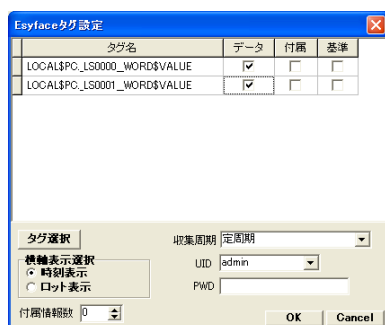 Esyfaceタグ設定
タグ名 データ 付属 基準
LOCAL$PC._LS0000_WORD$VALUE
LOCAL$PC._LS0001_WORD$VALUE
タグ選択
収集周期 定周期
横軸表示選択
時刻表示
ロット表示
UID admin
PWD
付属情報数 0
OK Cancel